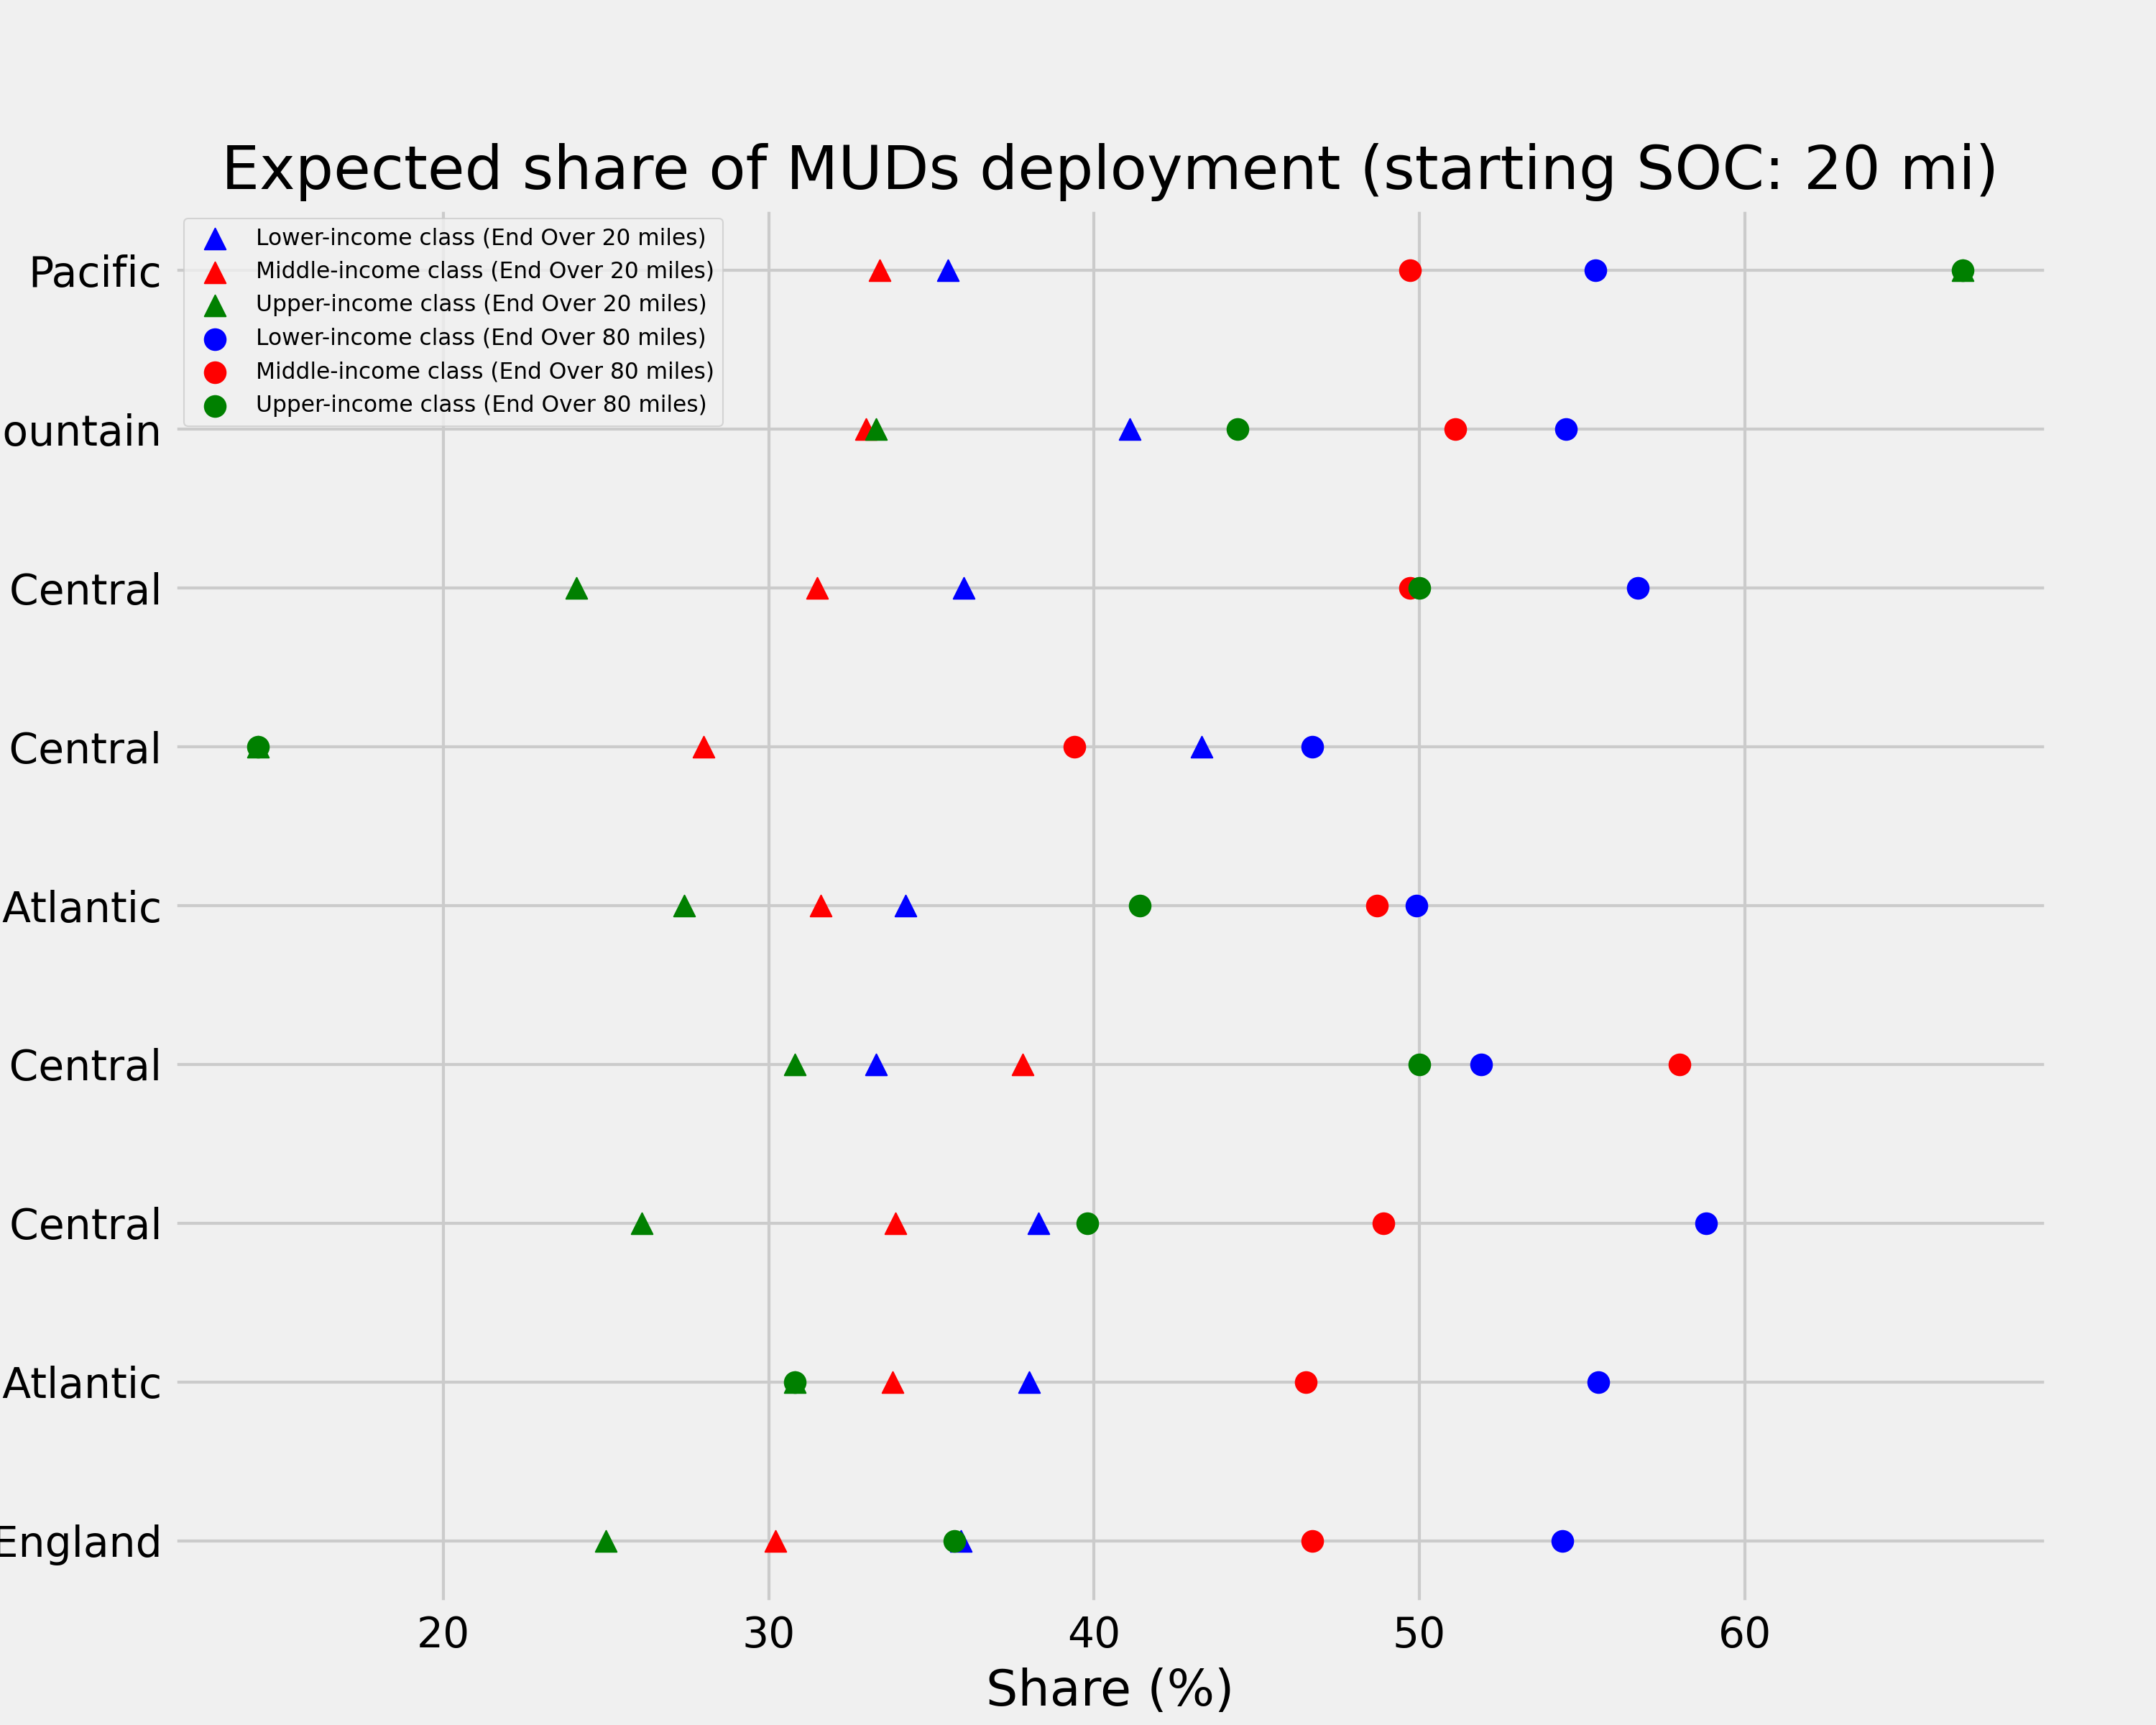 Expected share of MUDs deployment (starting SOC: 20 mi)
Lower-income class (End Over 20 miles)
Middle-income class (End Over 20 miles)
Upper-income class (End Over 20 miles)
Lower-income class (End Over 80 miles)
Middle-income class (End Over 80 miles)
Upper-income class (End Over 80 miles)
Pacific
ountain
Central
Central
Atlantic
Central
Central
Atlantic
England
20 30 40 50 60
Share (%)